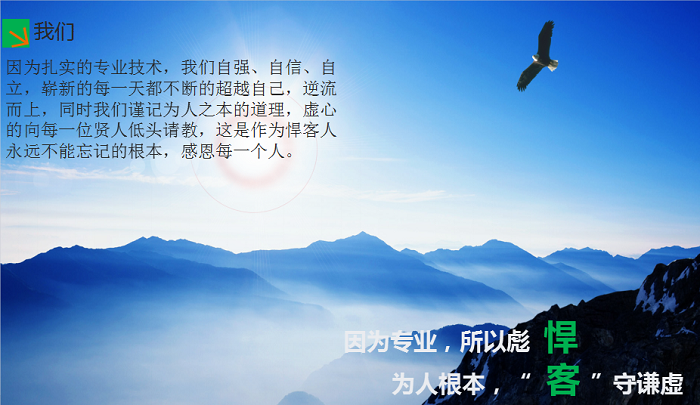 我们
因为扎实的专业技术，我们自强、自信、自
立，崭新的每一天都不断的超越自己，逆流
而上，同时我们谨记为人之本的道理，虚心
的向每一位贤人低头请教，这是作为悍客人
永远不能忘记的根本，感恩每一个人。
因为专业，所以彪 悍
为人根本，“ 客 ”守谦虚